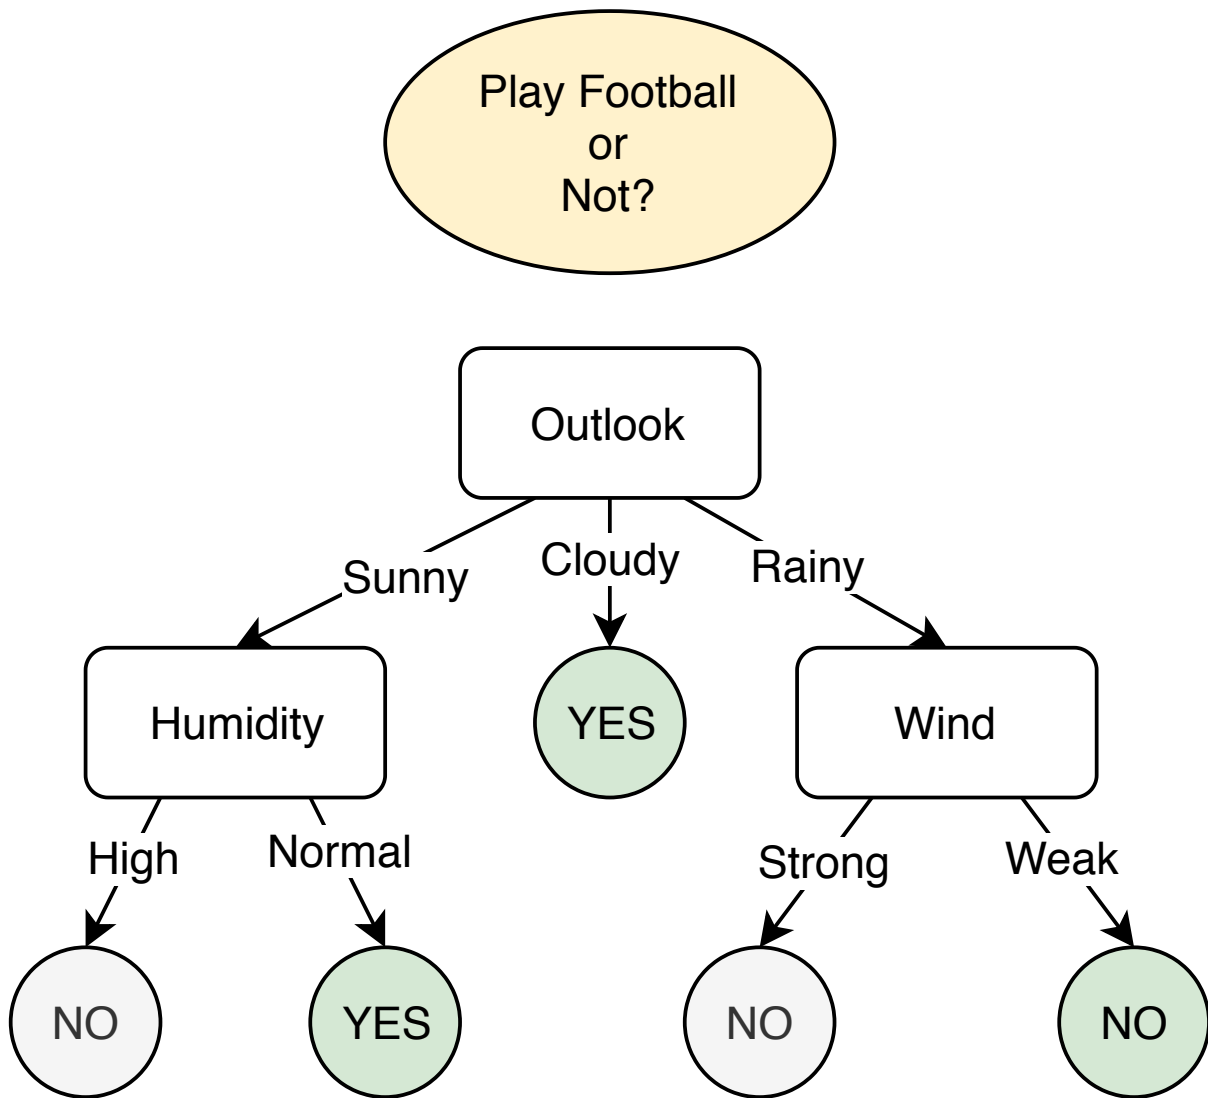 Play Football
or
Not?
Outlook
Sunny
Cloudy
Rainy
Humidity
YES
Wind
High
Normal
Strong
Weak
NO
YES
NO
NO